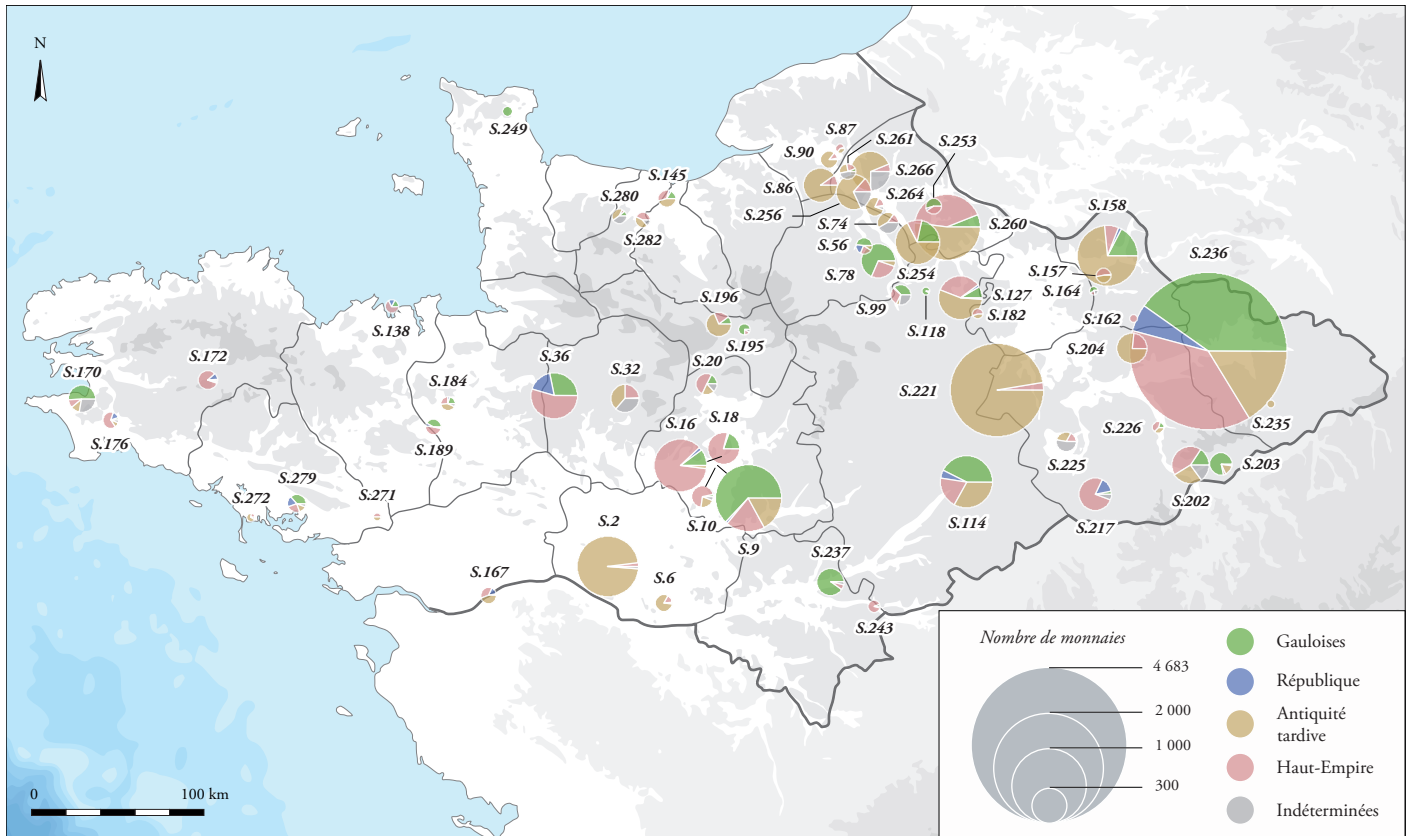 N
S.249
S.87
S.261
S.253
S.90
S.266
S.145
S.86
S.264
S.280
S.256
S.158
S.74
S.260
S.282
S.56
S.236
S.157
S.78
S.254
S.127
S.164
S.196
S.99
S.182
S.162
S.138
S.118
S.195
S.172
S.36
S.20
S.204
S.170
S.32
S.184
S.221
S.18
S.16
S.235
S.226
S.176
S.189
S.225
S.203
S.279
S.272
S.271
S.202
S.10
S.114
S.217
S.2
S.9
S.237
S.167
S.6
S.243
Nombre de monnaies
4 683
2 000
1 000
300
Gauloises
République
Antiquité
tardive
Haut-Empire
Indéterminées
0 100 km